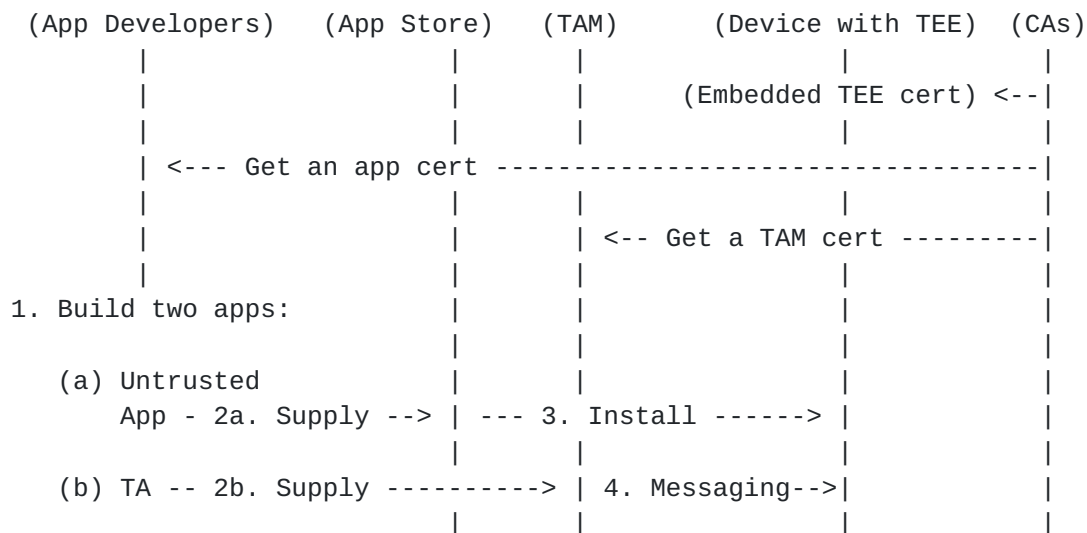 (App Developers)   (App Store)   (TAM)      (Device with TEE)  (CAs)
        |                   |       |                |            |
        |                   |       |      (Embedded TEE cert) <--|
        |                   |       |                |            |
        | <--- Get an app cert -----------------------------------|
        |                   |       |                |            |
        |                   |       | <-- Get a TAM cert ---------|
        |                   |       |                |            |
1. Build two apps:          |       |                |            |
                            |       |                |            |
   (a) Untrusted            |       |                |            |
       App - 2a. Supply --> | --- 3. Install ------> |            |
                            |       |                |            |
   (b) TA -- 2b. Supply ----------> | 4. Messaging-->|            |
                            |       |                |            |